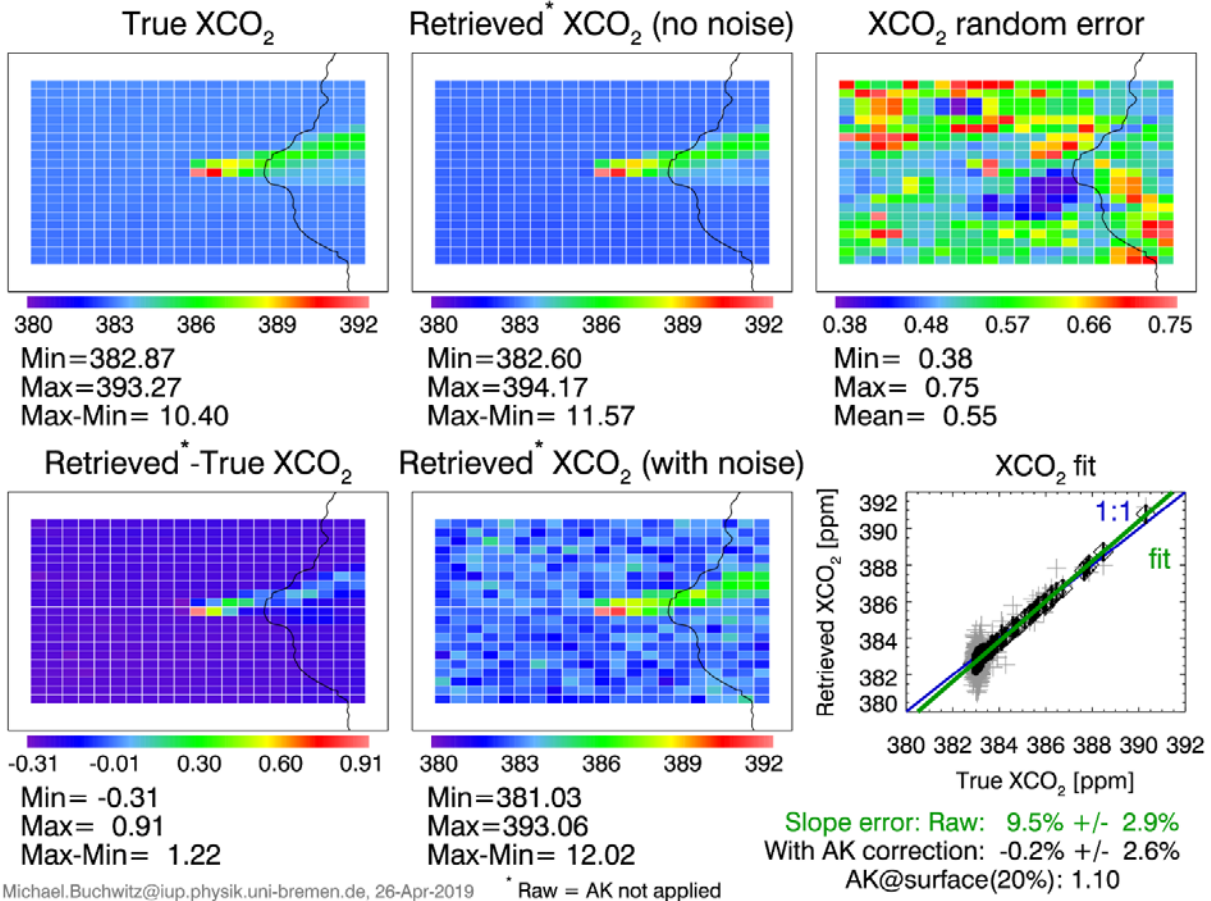 True XCO₂
380 383 386 389 392
Min=382.87
Max=393.27
Max-Min= 10.40
Retrieved* XCO₂ (no noise)
380 383 386 389 392
Min=382.60
Max=394.17
Max-Min= 11.57
XCO₂ random error
0.38 0.48 0.57 0.66 0.75
Min= 0.38
Max= 0.75
Mean= 0.55
Retrieved*-True XCO₂
-0.31 -0.01 0.30 0.60 0.91
Min= -0.31
Max= 0.91
Max-Min= 1.22
Retrieved* XCO₂ (with noise)
380 383 386 389 392
Min=381.03
Max=393.06
Max-Min= 12.02
XCO₂ fit
Retrieved XCO₂ [ppm]
392
390
388
386
384
382
380
1:1
fit
380 382 384 386 388 390 392
True XCO₂ [ppm]
Slope error: Raw: 9.5% +/- 2.9%
With AK correction: -0.2% +/- 2.6%
AK@surface(20%): 1.10
Michael.Buchwitz@iup.physik.uni-bremen.de, 26-Apr-2019
* Raw = AK not applied